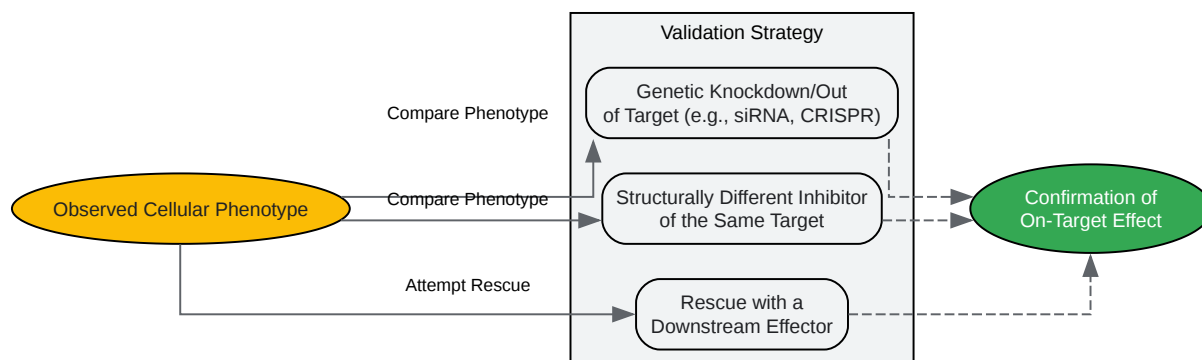 Validation Strategy
Genetic Knockdown/Out
of Target (e.g., siRNA, CRISPR)
Compare Phenotype
Observed Cellular Phenotype
Compare Phenotype
Structurally Different Inhibitor
of the Same Target
Confirmation of
On-Target Effect
Attempt Rescue
Rescue with a
Downstream Effector